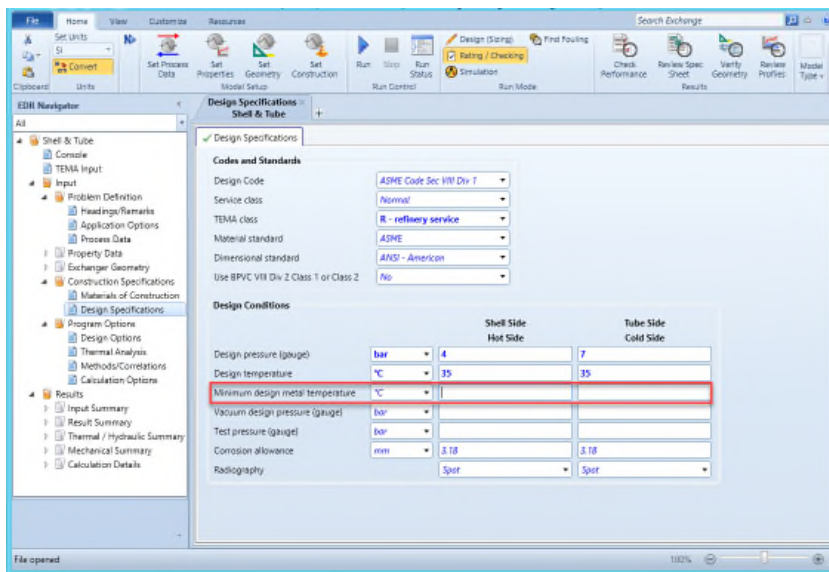 File Home View Customize Resources Search Exchange
Set Units
SI
Convert
Clipboard Units
Set Process Data
Set Properties
Set Geometry
Set Construction
Model Setup
Run Stop Run Status
Run Control
Design (Sizing) Find Fouling
Rating / Checking
Simulation
Run Mode
Check Performance
Review Spec Sheet
Verify Geometry
Review Profiles
Results
Model Type
EDR Navigator
All
Shell & Tube
Console
TEMA Input
Input
Problem Definition
Headings/Remarks
Application Options
Process Data
Property Data
Exchanger Geometry
Construction Specifications
Materials of Construction
Design Specifications
Program Options
Design Options
Thermal Analysis
Methods/Correlations
Calculation Options
Results
Input Summary
Result Summary
Thermal / Hydraulic Summary
Mechanical Summary
Calculation Details
Design Specifications
Shell & Tube +
Design Specifications
Codes and Standards
Design Code ASME Code Sec VIII Div 1
Service class Normal
TEMA class R - refinery service
Material standard ASME
Dimensional standard ANSI - American
Use BPVC VIII Div 2 Class 1 or Class 2 No
Design Conditions
Shell Side Tube Side
Hot Side Cold Side
Design pressure (gauge) bar 4 7
Design temperature °C 35 35
Minimum design metal temperature °C
Vacuum design pressure (gauge) bar
Test pressure (gauge) bar
Corrosion allowance mm 3.18 3.18
Radiography Spot Spot
File opened 100%